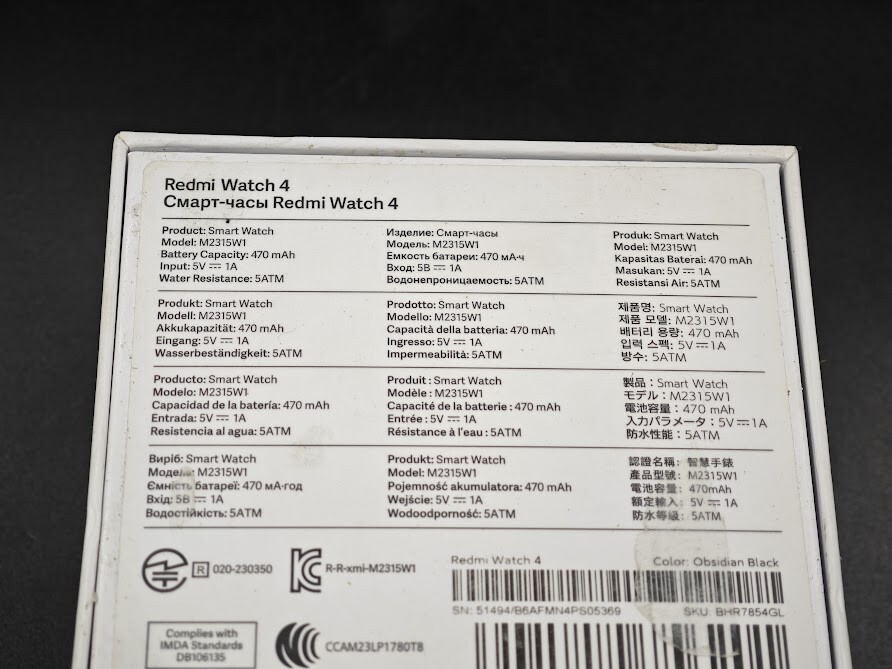 Redmi Watch 4
Смарт-часы Redmi Watch 4
Product: Smart Watch
Model: M2315W1
Battery Capacity: 470 mAh
Input: 5V ⎓ 1A
Water Resistance: 5ATM
Изделие: Смарт-часы
Модель: M2315W1
Емкость батареи: 470 мА·ч
Вход: 5В ⎓ 1A
Водонепроницаемость: 5ATM
Produk: Smart Watch
Model: M2315W1
Kapasitas Baterai: 470 mAh
Masukan: 5V ⎓ 1A
Resistansi Air: 5ATM
Produkt: Smart Watch
Modell: M2315W1
Akkukapazität: 470 mAh
Eingang: 5V ⎓ 1A
Wasserbeständigkeit: 5ATM
Prodotto: Smart Watch
Modello: M2315W1
Capacità della batteria: 470 mAh
Ingresso: 5V ⎓ 1A
Impermeabilità: 5ATM
제품명: Smart Watch
제품 모델: M2315W1
배터리 용량: 470 mAh
입력 스펙: 5V ⎓ 1A
방수: 5ATM
Producto: Smart Watch
Modelo: M2315W1
Capacidad de la batería: 470 mAh
Entrada: 5V ⎓ 1A
Resistencia al agua: 5ATM
Produit : Smart Watch
Modèle : M2315W1
Capacité de la batterie : 470 mAh
Entrée : 5V ⎓ 1A
Résistance à l'eau : 5ATM
製品：Smart Watch
モデル：M2315W1
電池容量：470 mAh
入力パラメータ：5V ⎓ 1A
防水性能：5ATM
Виріб: Smart Watch
Модель: M2315W1
Ємність батареї: 470 мА·год
Вхід: 5В ⎓ 1A
Водостійкість: 5ATM
Produkt: Smart Watch
Model: M2315W1
Pojemność akumulatora: 470 mAh
Wejście: 5V ⎓ 1A
Wodoodporność: 5ATM
認證名稱：智慧手錶
產品型號：M2315W1
電池容量：470mAh
額定輸入：5V ⎓ 1A
防水等級：5ATM
R 020-230350
R-R-xmi-M2315W1
Redmi Watch 4
Color: Obsidian Black
SN: 51494/B6AFMN4PS05369
SKU: BHR7854GL
Complies with
IMDA Standards
DB106135
CCAM23LP1780T8